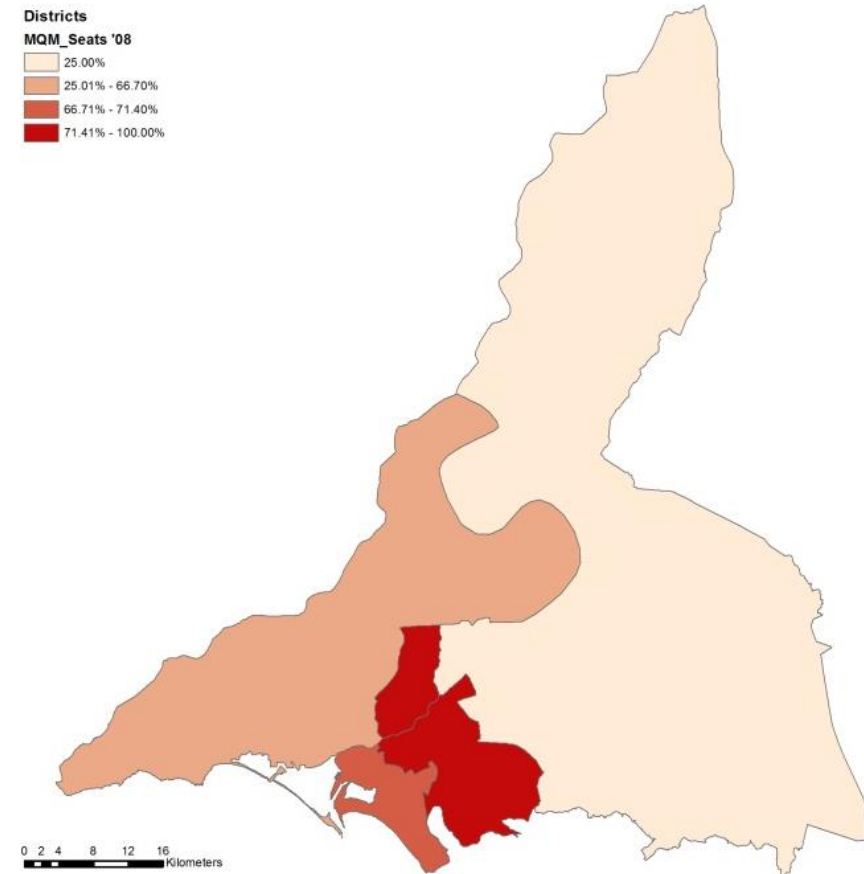 Districts
MQM_Seats '08
25.00%
25.01% - 66.70%
66.71% - 71.40%
71.41% - 100.00%
0 2 4 8 12 16
Kilometers